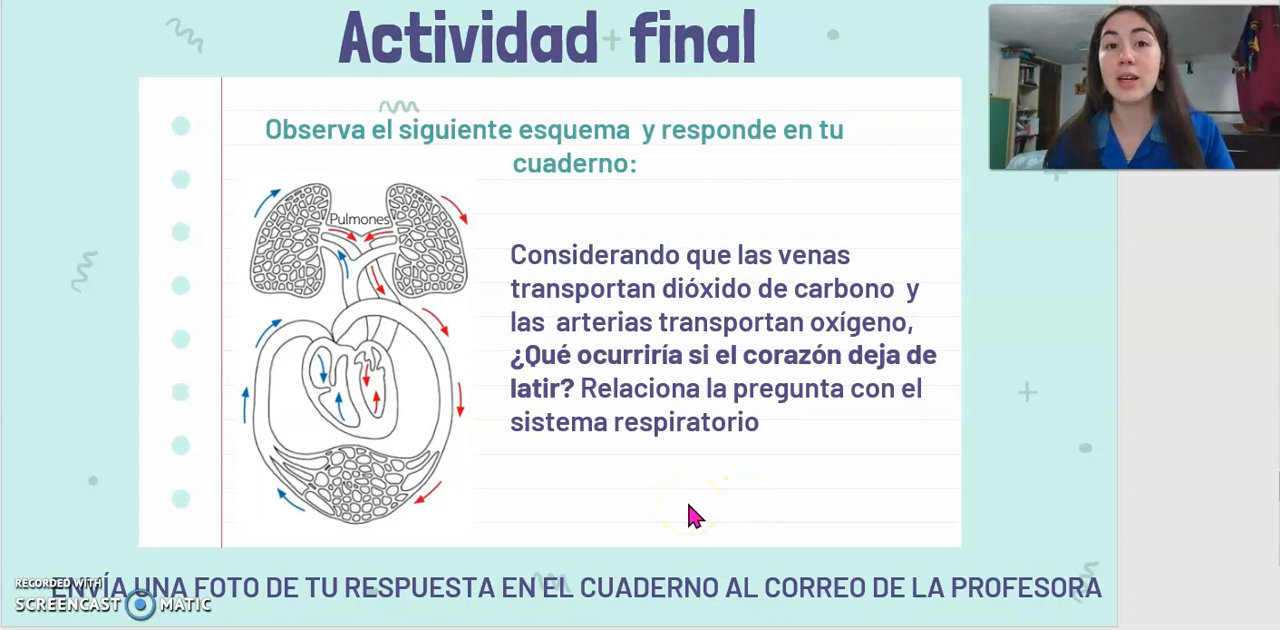 Actividad final
Observa el siguiente esquema y responde en tu
cuaderno:
Pulmones
Considerando que las venas
transportan dióxido de carbono y
las arterias transportan oxígeno,
¿Qué ocurriría si el corazón deja de
latir? Relaciona la pregunta con el
sistema respiratorio
ENVÍA UNA FOTO DE TU RESPUESTA EN EL CUADERNO AL CORREO DE LA PROFESORA
RECORDED WITH
SCREENCAST MATIC